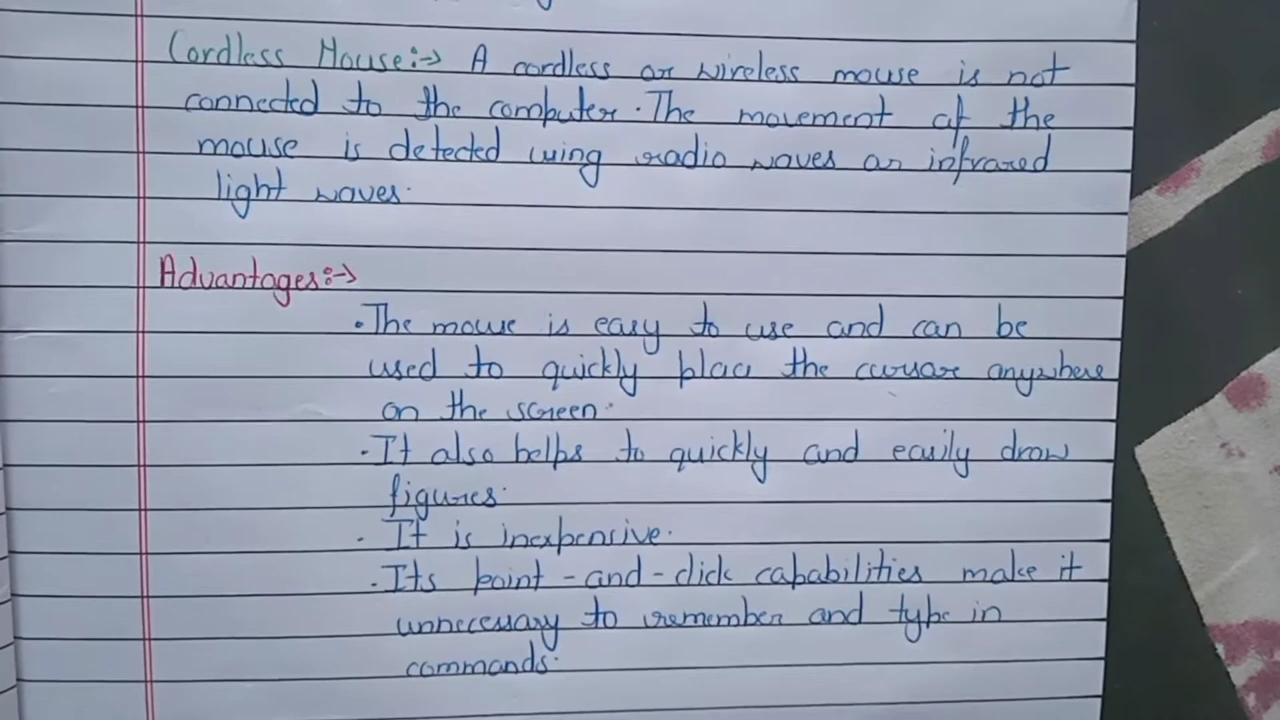 Cordless Mouse:-> A cordless or wireless mouse is not
connected to the computer. The movement of the
mouse is detected using radio waves or infrared
light waves.
Advantages:->
• The mouse is easy to use and can be
used to quickly place the cursor anywhere
on the screen.
• It also helps to quickly and easily draw
figures.
• It is inexpensive.
• Its point-and-click capabilities make it
unnecessary to remember and type in
commands.